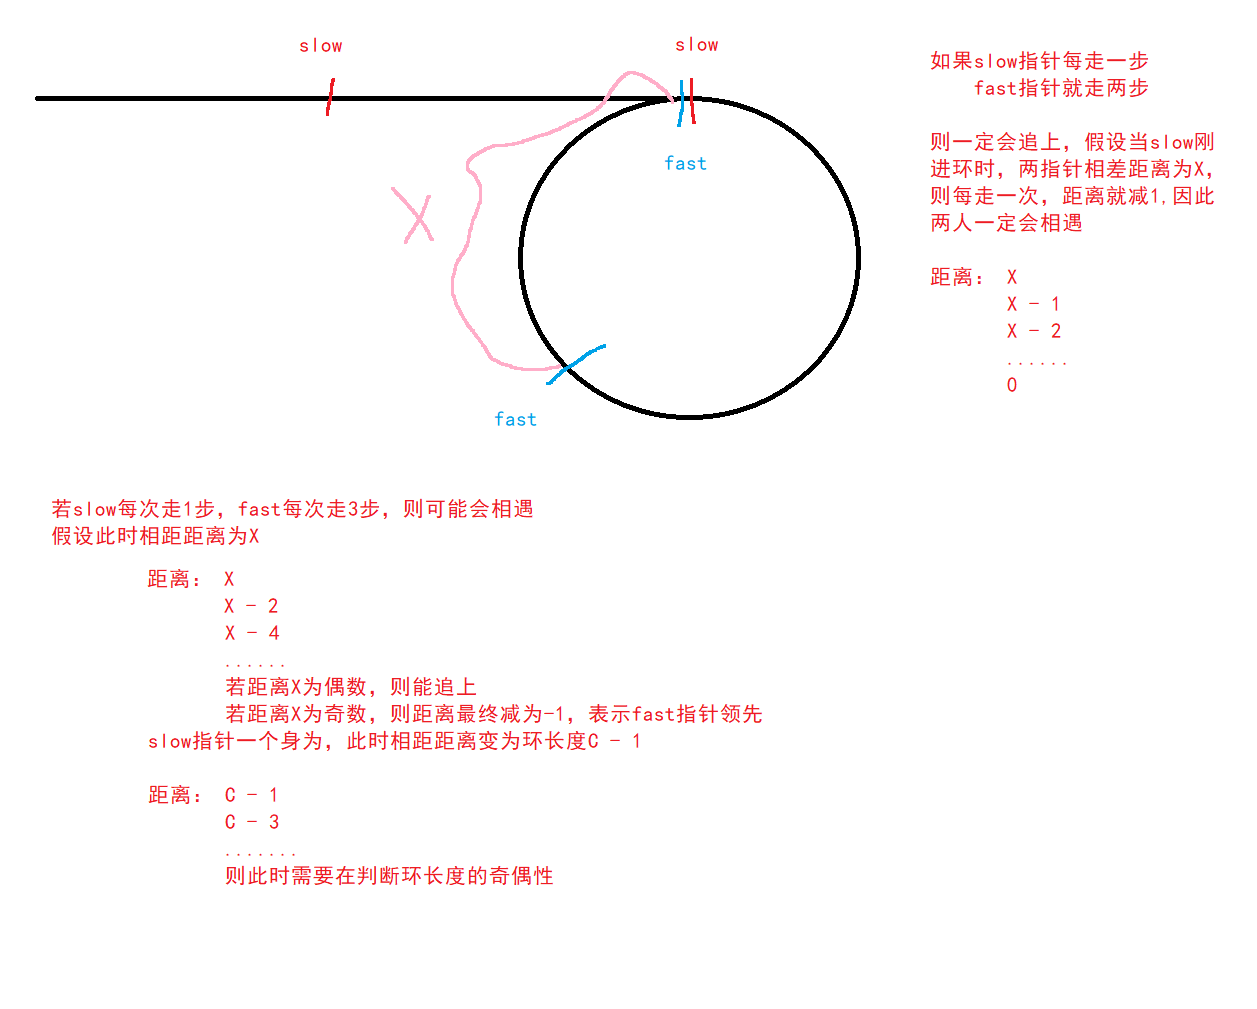 slow
slow
fast
X
fast
如果slow指针每走一步
fast指针就走两步
则一定会追上，假设当slow刚
进环时，两指针相差距离为X，
则每走一次，距离就减1,因此
两人一定会相遇
距离： X
X - 1
X - 2
......
0
若slow每次走1步，fast每次走3步，则可能会相遇
假设此时相距距离为X
距离： X
X - 2
X - 4
......
若距离X为偶数，则能追上
若距离X为奇数，则距离最终减为-1，表示fast指针领先
slow指针一个身为，此时相距距离变为环长度C - 1
距离： C - 1
C - 3
.......
则此时需要在判断环长度的奇偶性